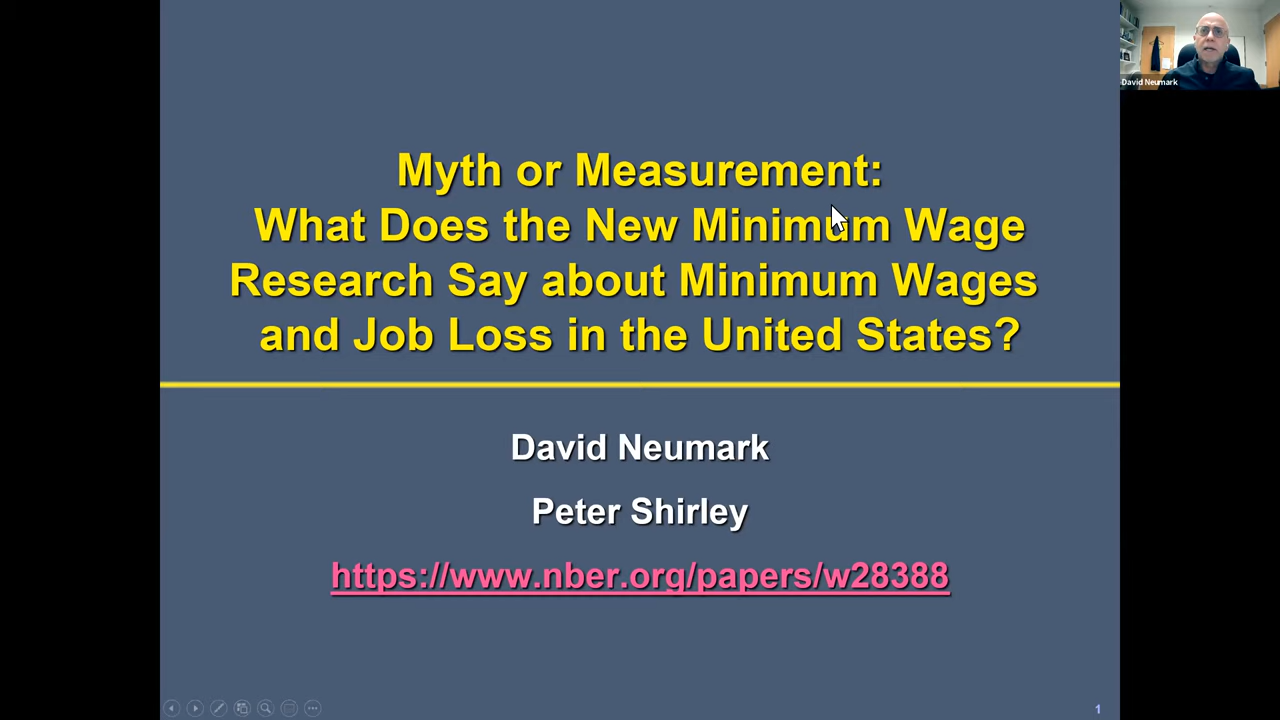 Myth or Measurement:
What Does the New Minimum Wage
Research Say about Minimum Wages
and Job Loss in the United States?
David Neumark
Peter Shirley
https://www.nber.org/papers/w28388
1
David Neumark